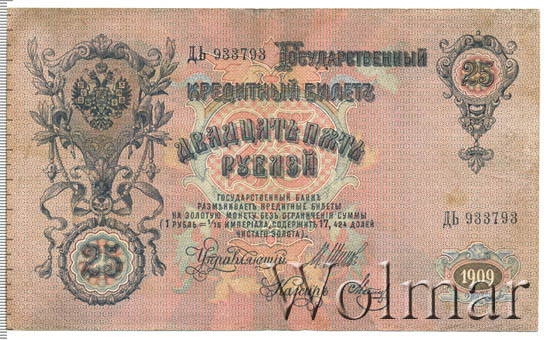 ДЬ 933793
Государственный
25
Кредитный Билетъ
Двадцать пять
рублей
Государственный Банкъ
размѣниваетъ кредитные билеты
на золотую монету безъ ограниченія суммы
(1 рубль = 1/15 имперіала, содержитъ 17,424 долей
чистаго золота).
ДЬ 933793
25
Управляющій
Кассиръ
1909
Wolmar